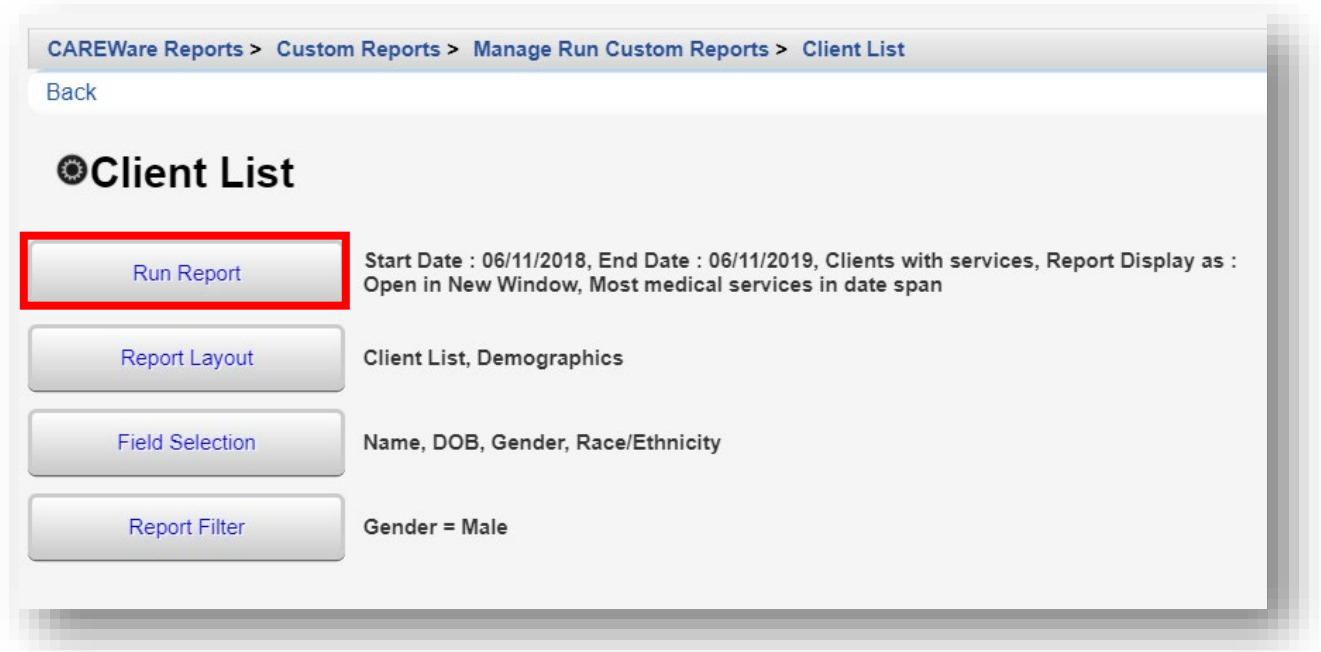 CAREWare Reports > Custom Reports > Manage Run Custom Reports > Client List
Back
Client List
Run Report
Start Date : 06/11/2018, End Date : 06/11/2019, Clients with services, Report Display as :
Open in New Window, Most medical services in date span
Report Layout
Client List, Demographics
Field Selection
Name, DOB, Gender, Race/Ethnicity
Report Filter
Gender = Male